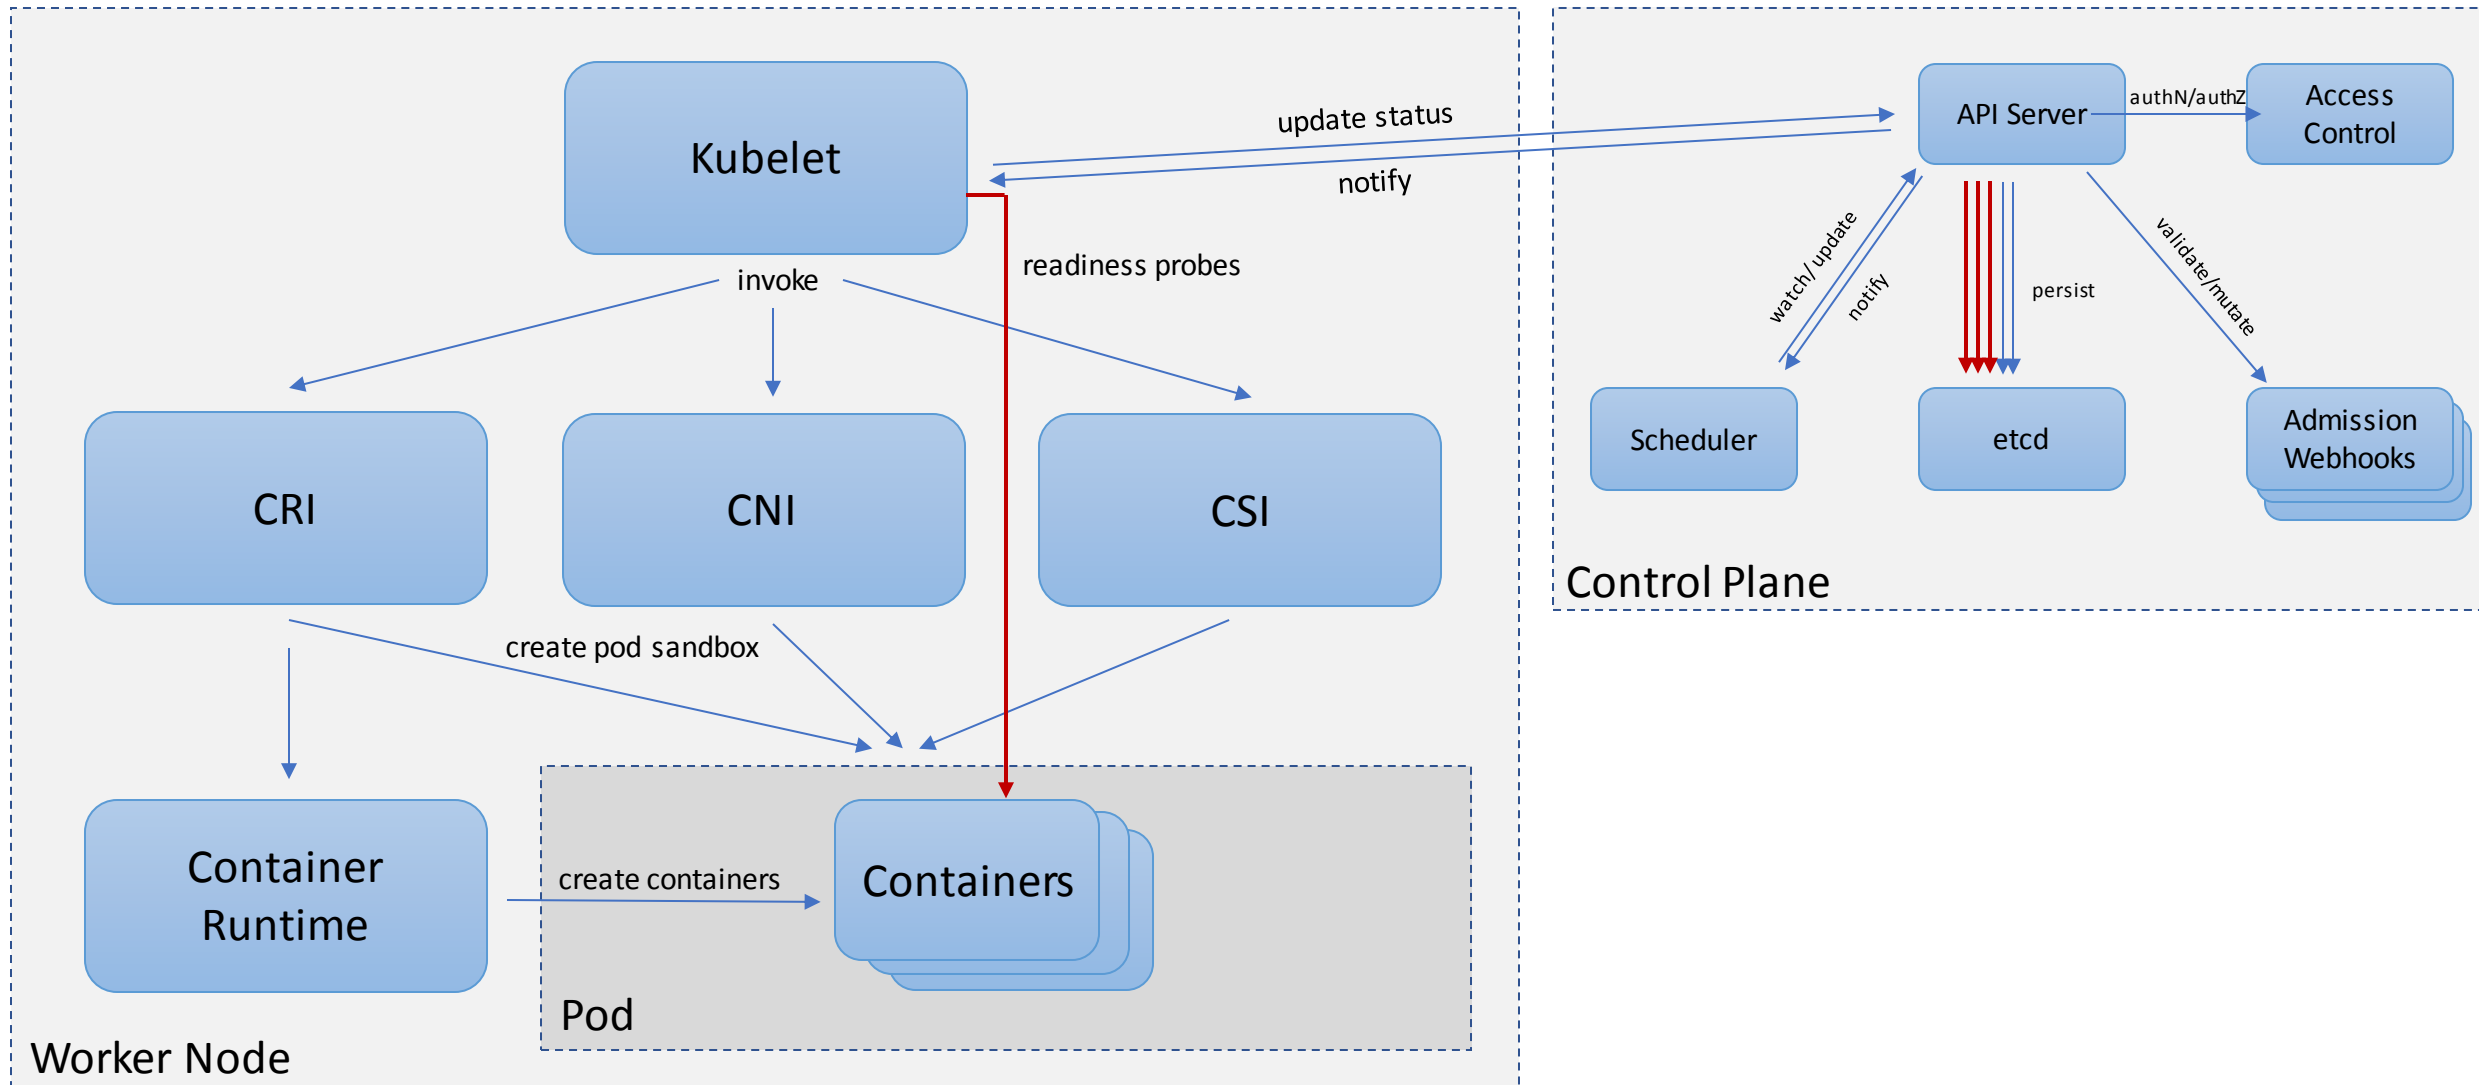 Kubelet
update status
notify
readiness probes
invoke
CRI
CNI
CSI
create pod sandbox
Container
Runtime
create containers
Containers
Pod
Worker Node
API Server
authN/authZ
Access
Control
watch/update
notify
persist
validate/mutate
Scheduler
etcd
Admission
Webhooks
Control Plane